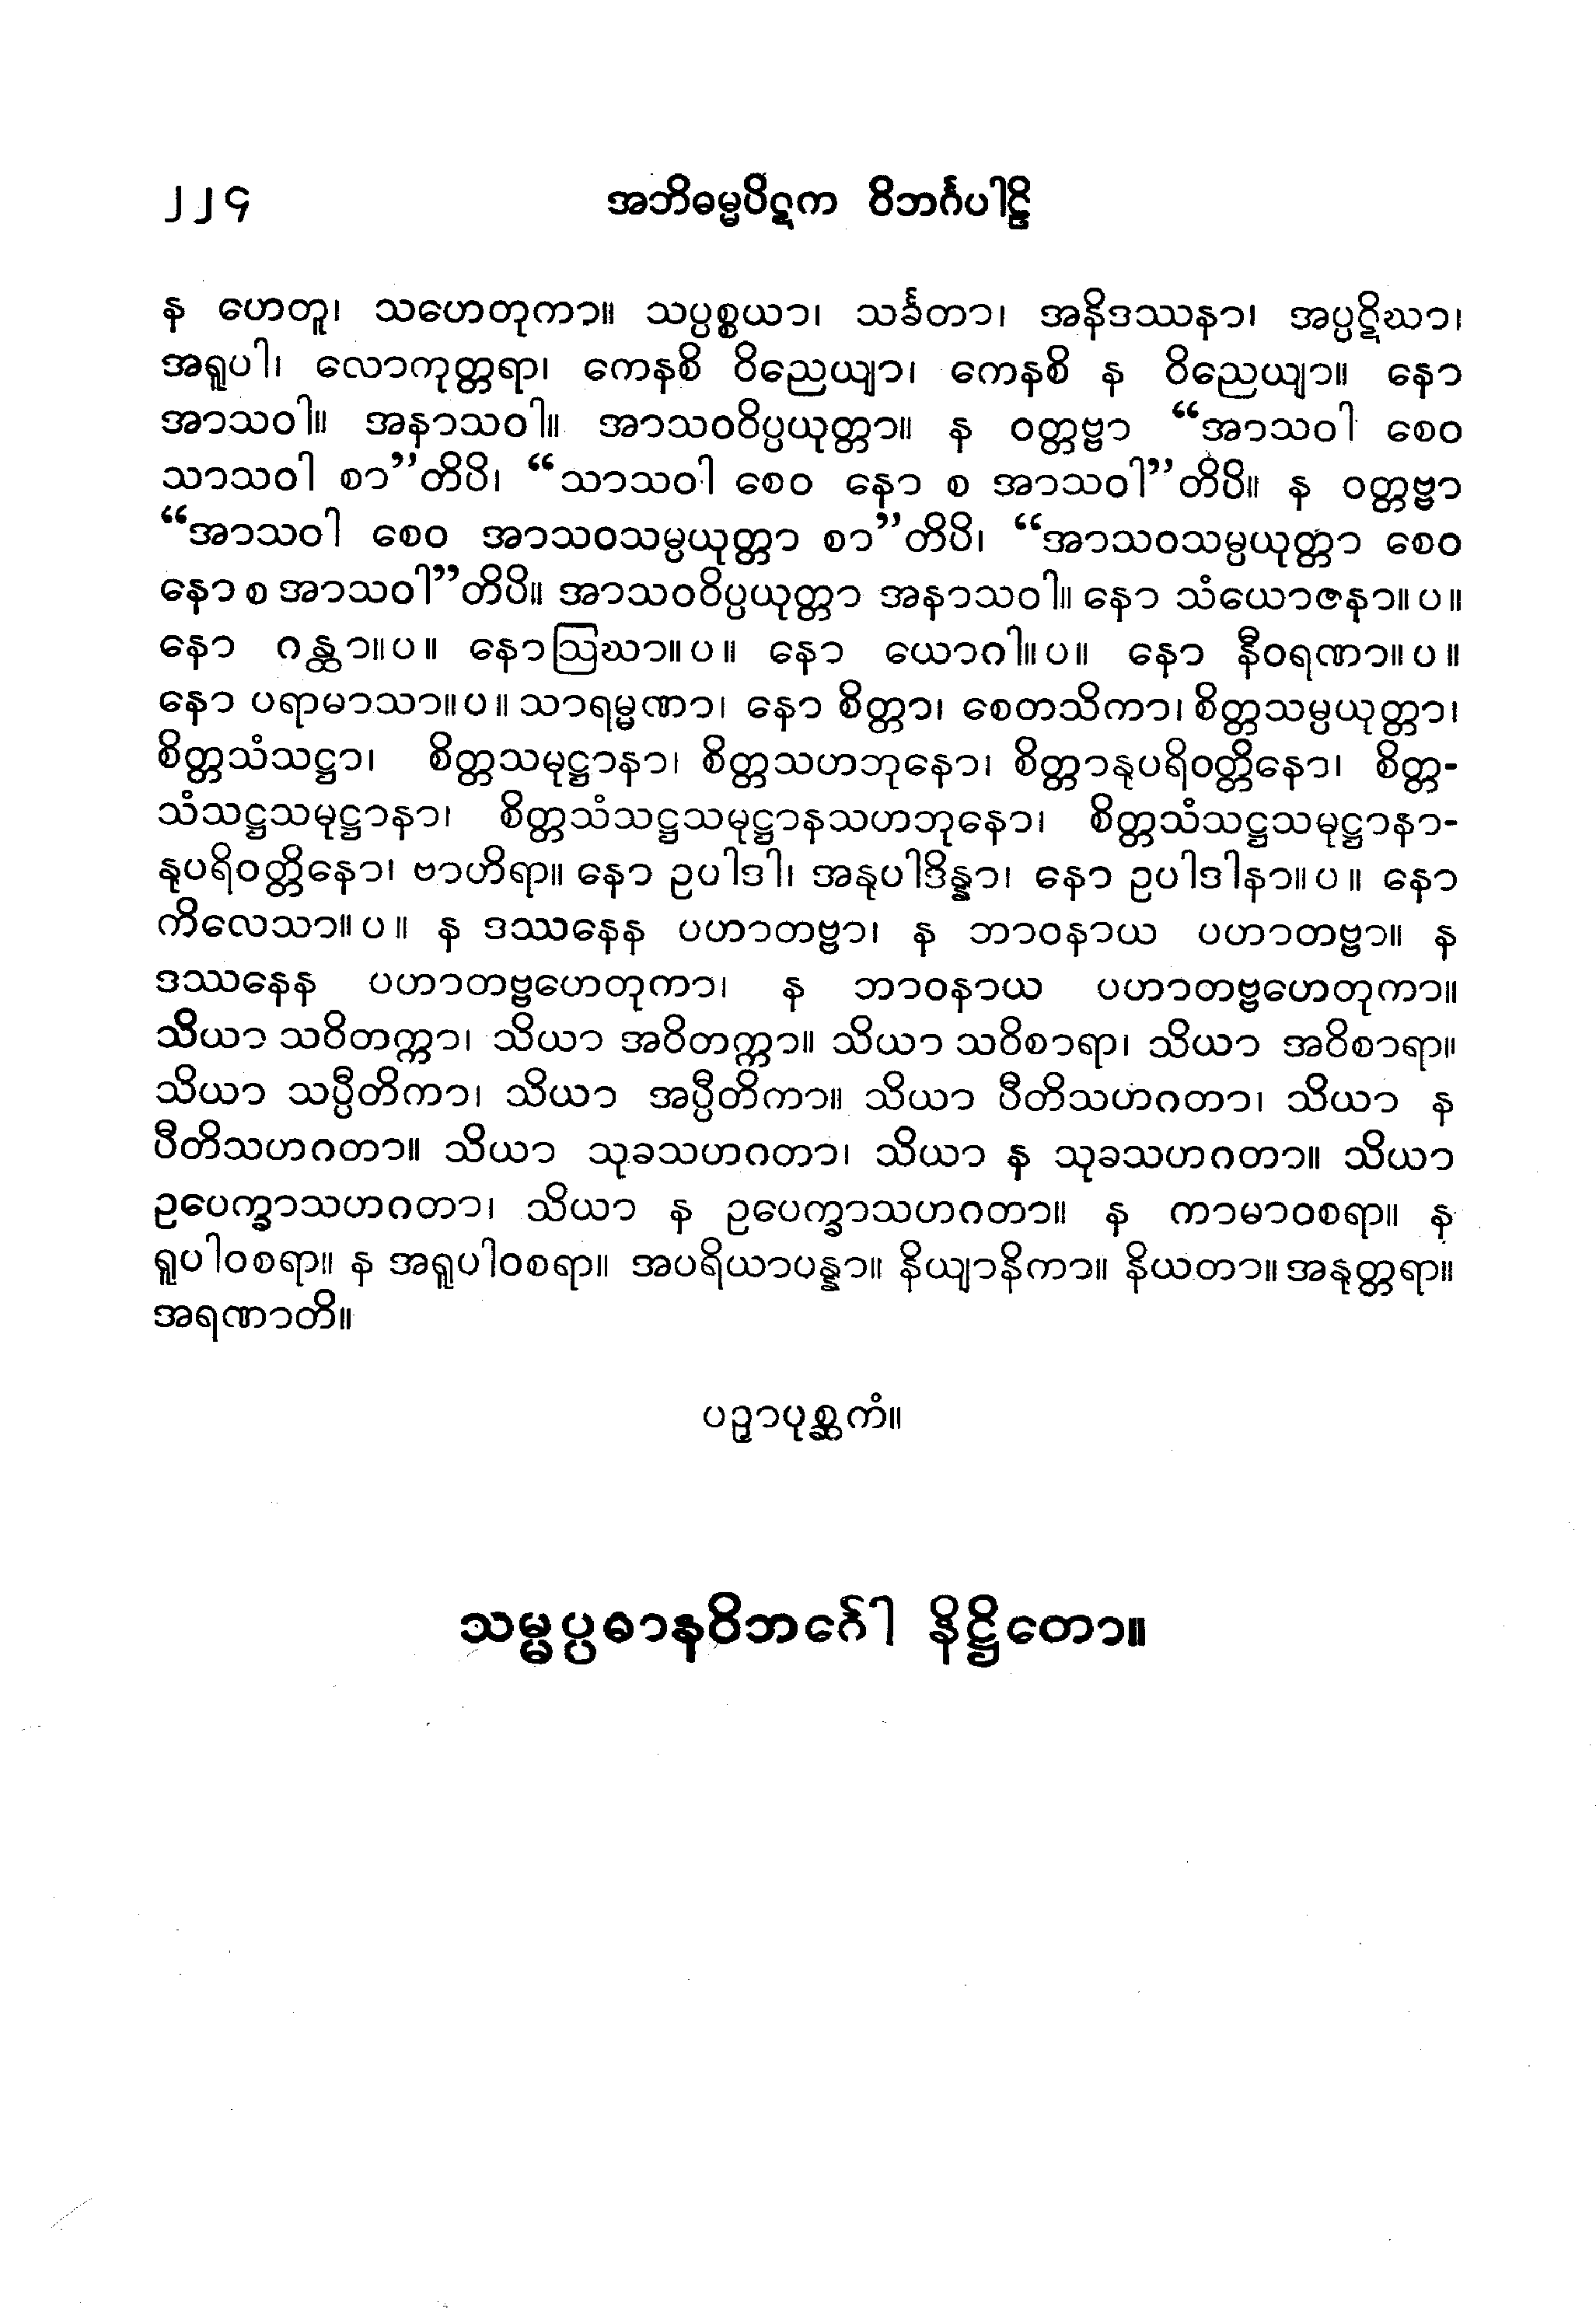 ၂၂၄ အဘိဓမ္မပိဋက ဝိဘင်္ဂပါဠိ
န ဟေတူ၊ သဟေတုကာ။ သပ္ပစ္စယာ၊ သင်္ခတာ၊ အနိဒဿနာ၊ အပ္ပဋိဃာ၊
အရူပါ၊ လောကုတ္တရာ၊ ကေနစိ ဝိညေယျာ၊ ကေနစိ န ဝိညေယျာ။ နော
အာသဝါ။ အနာသဝါ။ အာသဝဝိပ္ပယုတ္တာ။ န ဝတ္တဗ္ဗာ “အာသဝါ စေဝ
သာသဝါ စာ”တိပိ၊ “သာသဝါ စေဝ နော စ အာသဝါ”တိပိ။ န ဝတ္တဗ္ဗာ
“အာသဝါ စေဝ အာသဝသမ္ပယုတ္တာ စာ”တိပိ၊ “အာသဝသမ္ပယုတ္တာ စေဝ
နော စ အာသဝါ”တိပိ။ အာသဝဝိပ္ပယုတ္တာ အနာသဝါ။ နော သံယောဇနာ။ပ။
နော ဂန္ထာ။ပ။ နောဩဃာ။ပ။ နော ယောဂါ။ပ။ နော နီဝရဏာ။ပ။
နော ပရာမာသာ။ပ။ သာရမ္မဏာ၊ နော စိတ္တာ၊ စေတသိကာ၊ စိတ္တသမ္ပယုတ္တာ၊
စိတ္တသံသဋ္ဌာ၊ စိတ္တသမုဋ္ဌာနာ၊ စိတ္တသဟဘုနော၊ စိတ္တာနုပရိဝတ္တိနော၊ စိတ္တ-
သံသဋ္ဌသမုဋ္ဌာနာ၊ စိတ္တသံသဋ္ဌသမုဋ္ဌာနသဟဘုနော၊ စိတ္တသံသဋ္ဌသမုဋ္ဌာနာ-
နုပရိဝတ္တိနော၊ ဗာဟိရာ။ နော ဥပါဒါ၊ အနုပါဒိန္နာ၊ နော ဥပါဒါနာ။ပ။ နော
ကိလေသာ။ပ။ န ဒဿနေန ပဟာတဗ္ဗာ၊ န ဘာဝနာယ ပဟာတဗ္ဗာ။ န
ဒဿနေန ပဟာတဗ္ဗဟေတုကာ၊ န ဘာဝနာယ ပဟာတဗ္ဗဟေတုကာ။
သိယာ သဝိတက္ကာ၊ သိယာ အဝိတက္ကာ။ သိယာ သဝိစာရာ၊ သိယာ အဝိစာရာ။
သိယာ သပ္ပီတိကာ၊ သိယာ အပ္ပီတိကာ။ သိယာ ပီတိသဟဂတာ၊ သိယာ န
ပီတိသဟဂတာ။ သိယာ သုခသဟဂတာ၊ သိယာ န သုခသဟဂတာ။ သိယာ
ဥပေက္ခာသဟဂတာ၊ သိယာ န ဥပေက္ခာသဟဂတာ။ န ကာမာဝစရာ။ န
ရူပါဝစရာ။ န အရူပါဝစရာ။ အပရိယာပန္နာ။ နိယျာနိကာ။ နိယတာ။ အနုတ္တရာ။
အရဏာတိ။
ပဉှာပုစ္ဆကံ။
သမ္မပ္ပဓာနဝိဘင်္ဂေါ နိဋ္ဌိတော။